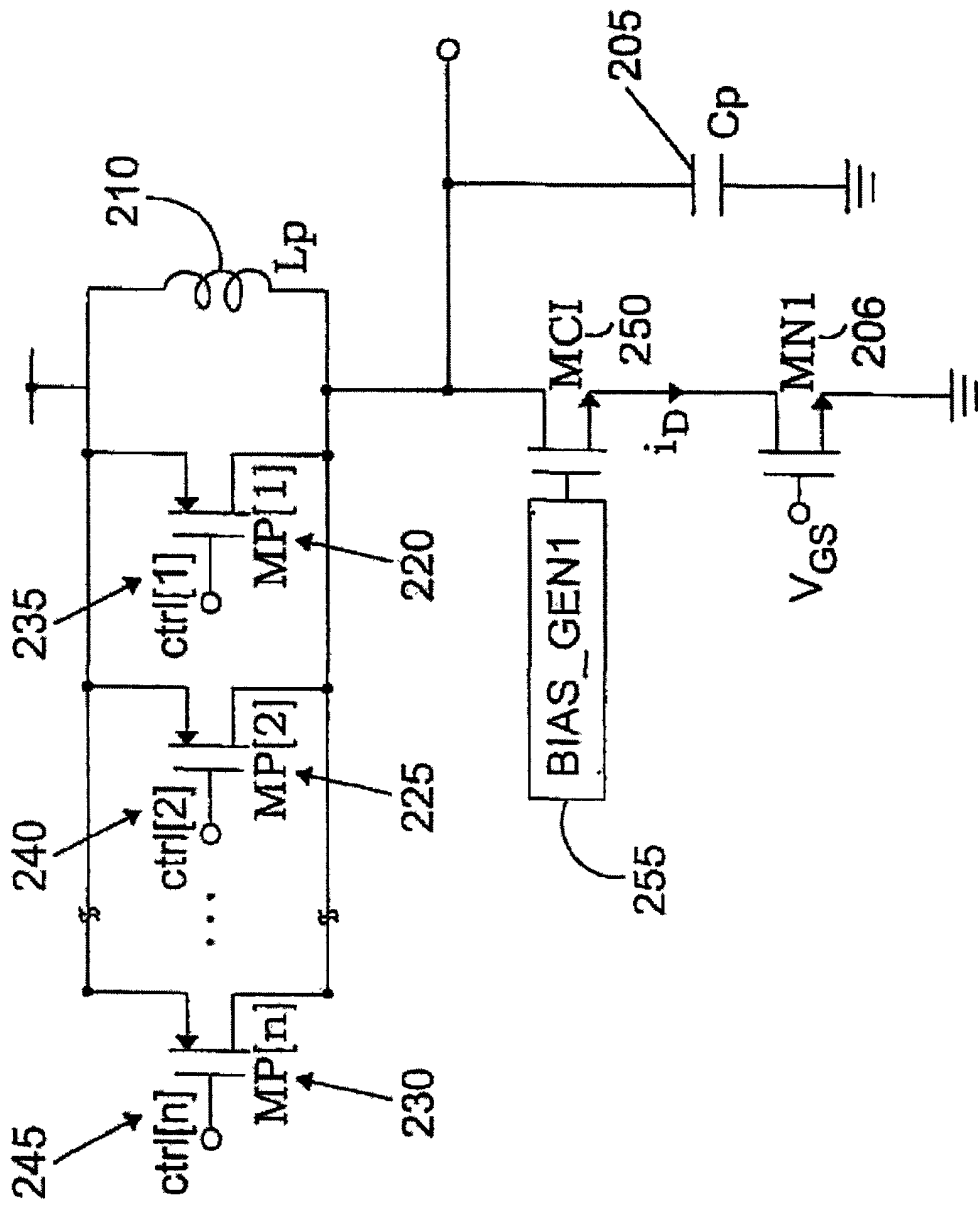 245
ctrl[n]
MP[n]
230
240
ctrl[2]
MP[2]
225
...
235
ctrl[1]
MP[1]
220
210
Lp
205
Cp
255
BIAS_GEN1
MCI
250
iD
VGS
MN1
206